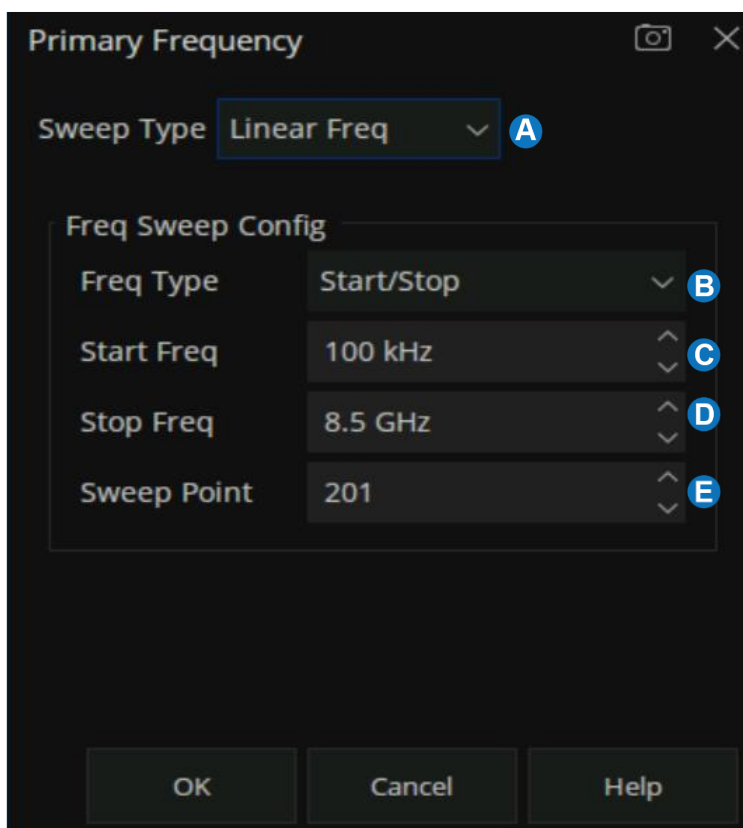 Primary Frequency
Sweep Type Linear Freq A
Freq Sweep Config
Freq Type Start/Stop B
Start Freq 100 kHz C
Stop Freq 8.5 GHz D
Sweep Point 201 E
OK Cancel Help